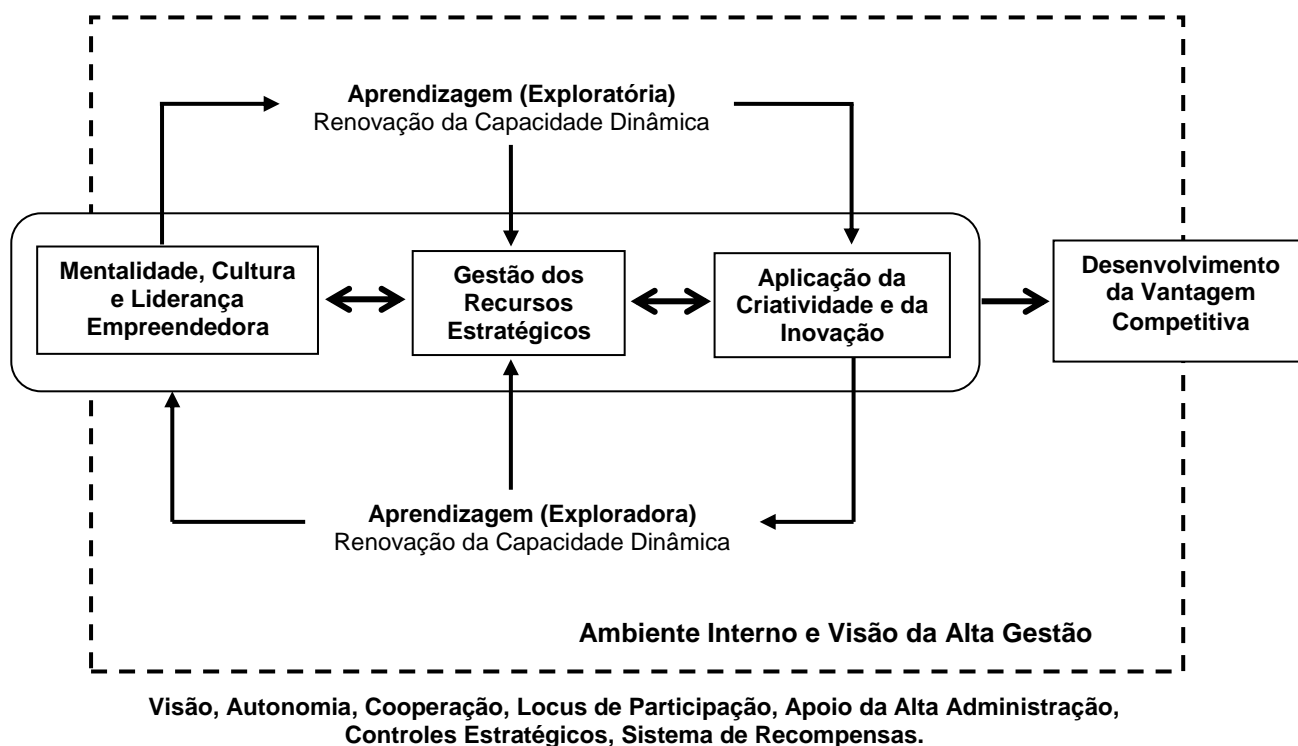 Aprendizagem (Exploratória)
Renovação da Capacidade Dinâmica
Mentalidade, Cultura
e Liderança
Empreendedora
Gestão dos
Recursos
Estratégicos
Aplicação da
Criatividade e da
Inovação
Desenvolvimento
da Vantagem
Competitiva
Aprendizagem (Exploradora)
Renovação da Capacidade Dinâmica
Ambiente Interno e Visão da Alta Gestão
Visão, Autonomia, Cooperação, Locus de Participação, Apoio da Alta Administração,
Controles Estratégicos, Sistema de Recompensas.